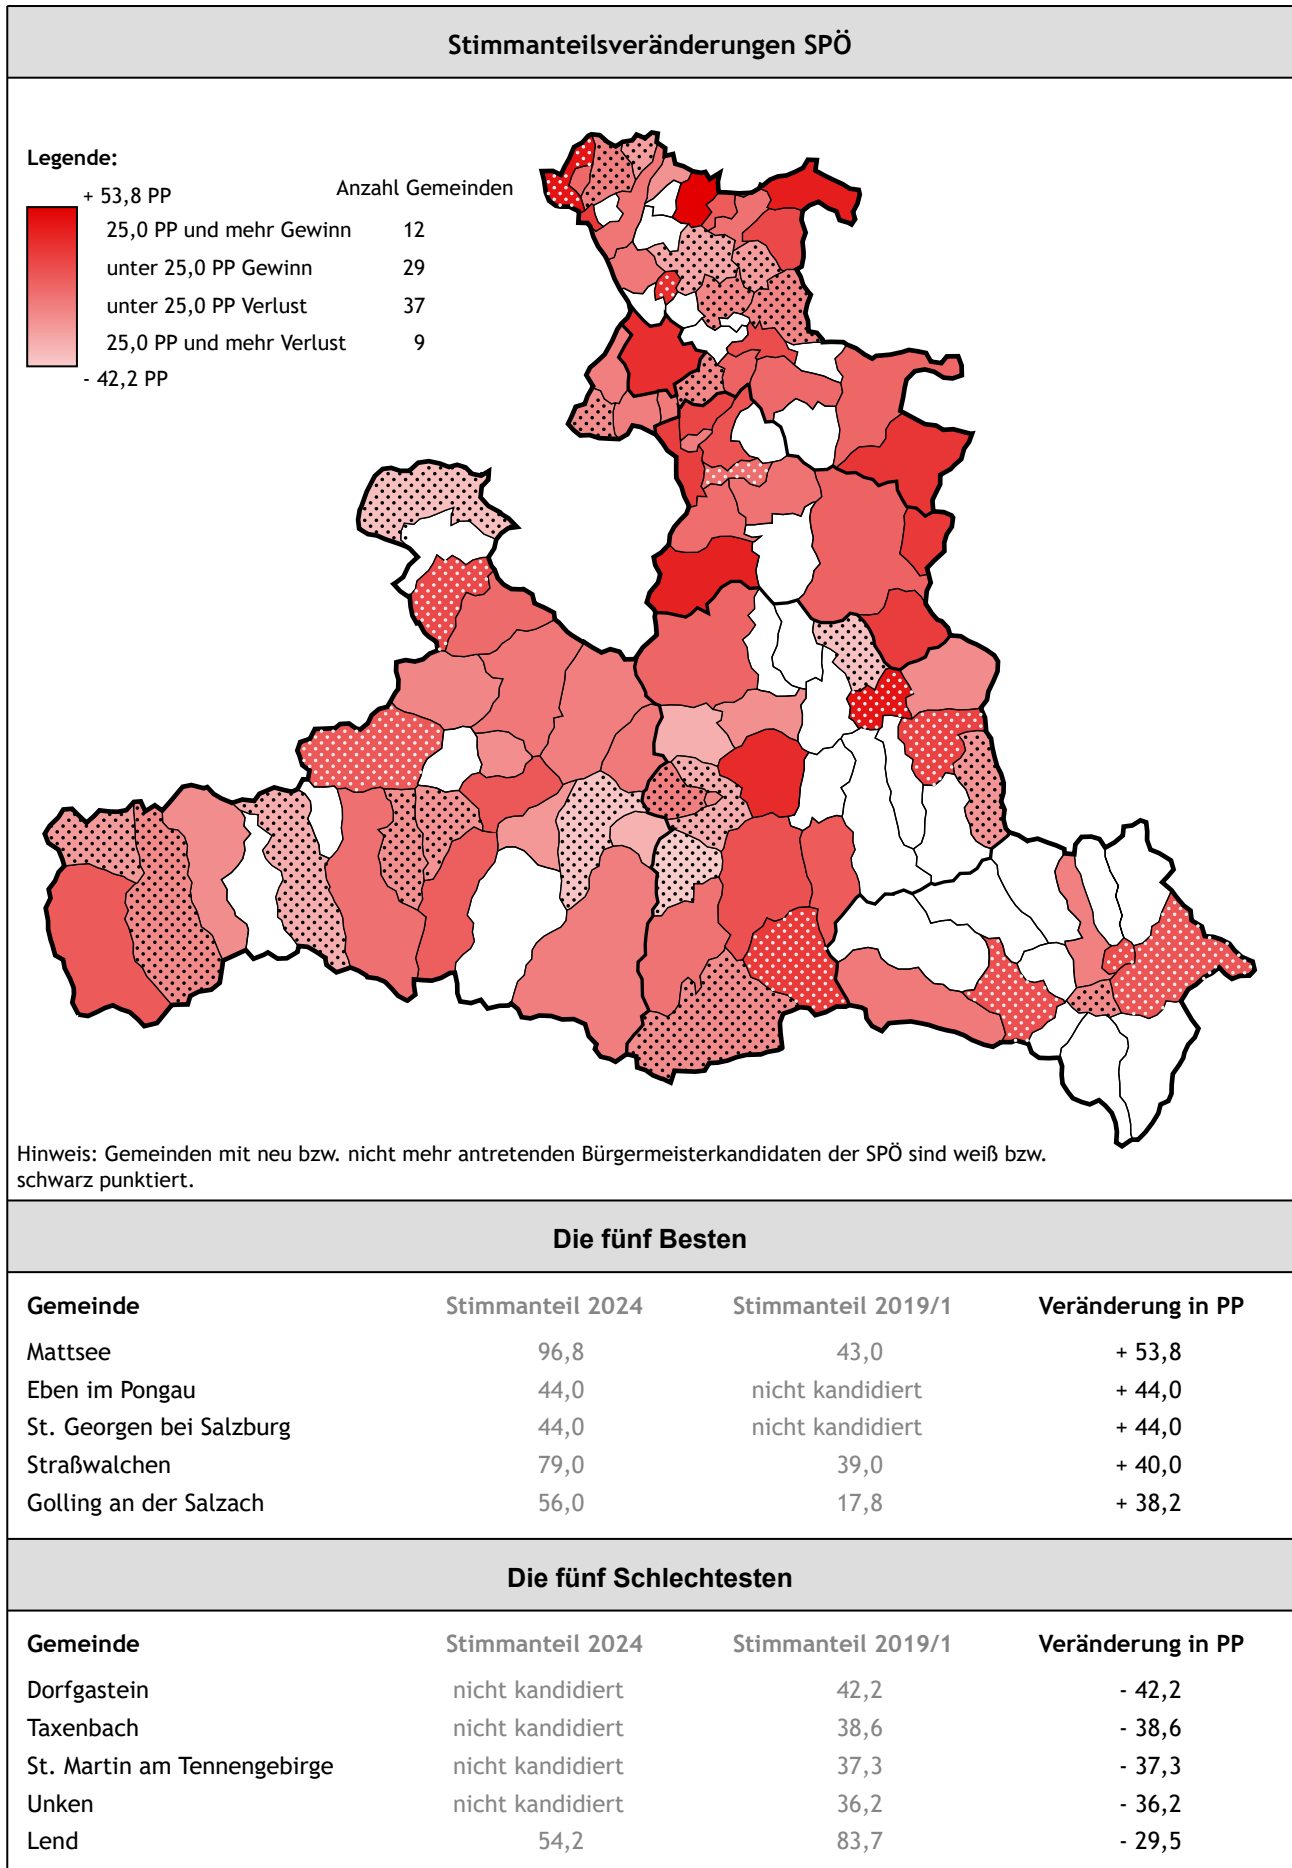 Stimmanteilsveränderungen SPÖ
Legende:
+ 53,8 PP
Anzahl Gemeinden
25,0 PP und mehr Gewinn 12
unter 25,0 PP Gewinn 29
unter 25,0 PP Verlust 37
25,0 PP und mehr Verlust 9
- 42,2 PP
Hinweis: Gemeinden mit neu bzw. nicht mehr antretenden Bürgermeisterkandidaten der SPÖ sind weiß bzw.
schwarz punktiert.
Die fünf Besten
Gemeinde Stimmanteil 2024 Stimmanteil 2019/1 Veränderung in PP
Mattsee 96,8 43,0 + 53,8
Eben im Pongau 44,0 nicht kandidiert + 44,0
St. Georgen bei Salzburg 44,0 nicht kandidiert + 44,0
Straßwalchen 79,0 39,0 + 40,0
Golling an der Salzach 56,0 17,8 + 38,2
Die fünf Schlechtesten
Gemeinde Stimmanteil 2024 Stimmanteil 2019/1 Veränderung in PP
Dorfgastein nicht kandidiert 42,2 - 42,2
Taxenbach nicht kandidiert 38,6 - 38,6
St. Martin am Tennengebirge nicht kandidiert 37,3 - 37,3
Unken nicht kandidiert 36,2 - 36,2
Lend 54,2 83,7 - 29,5